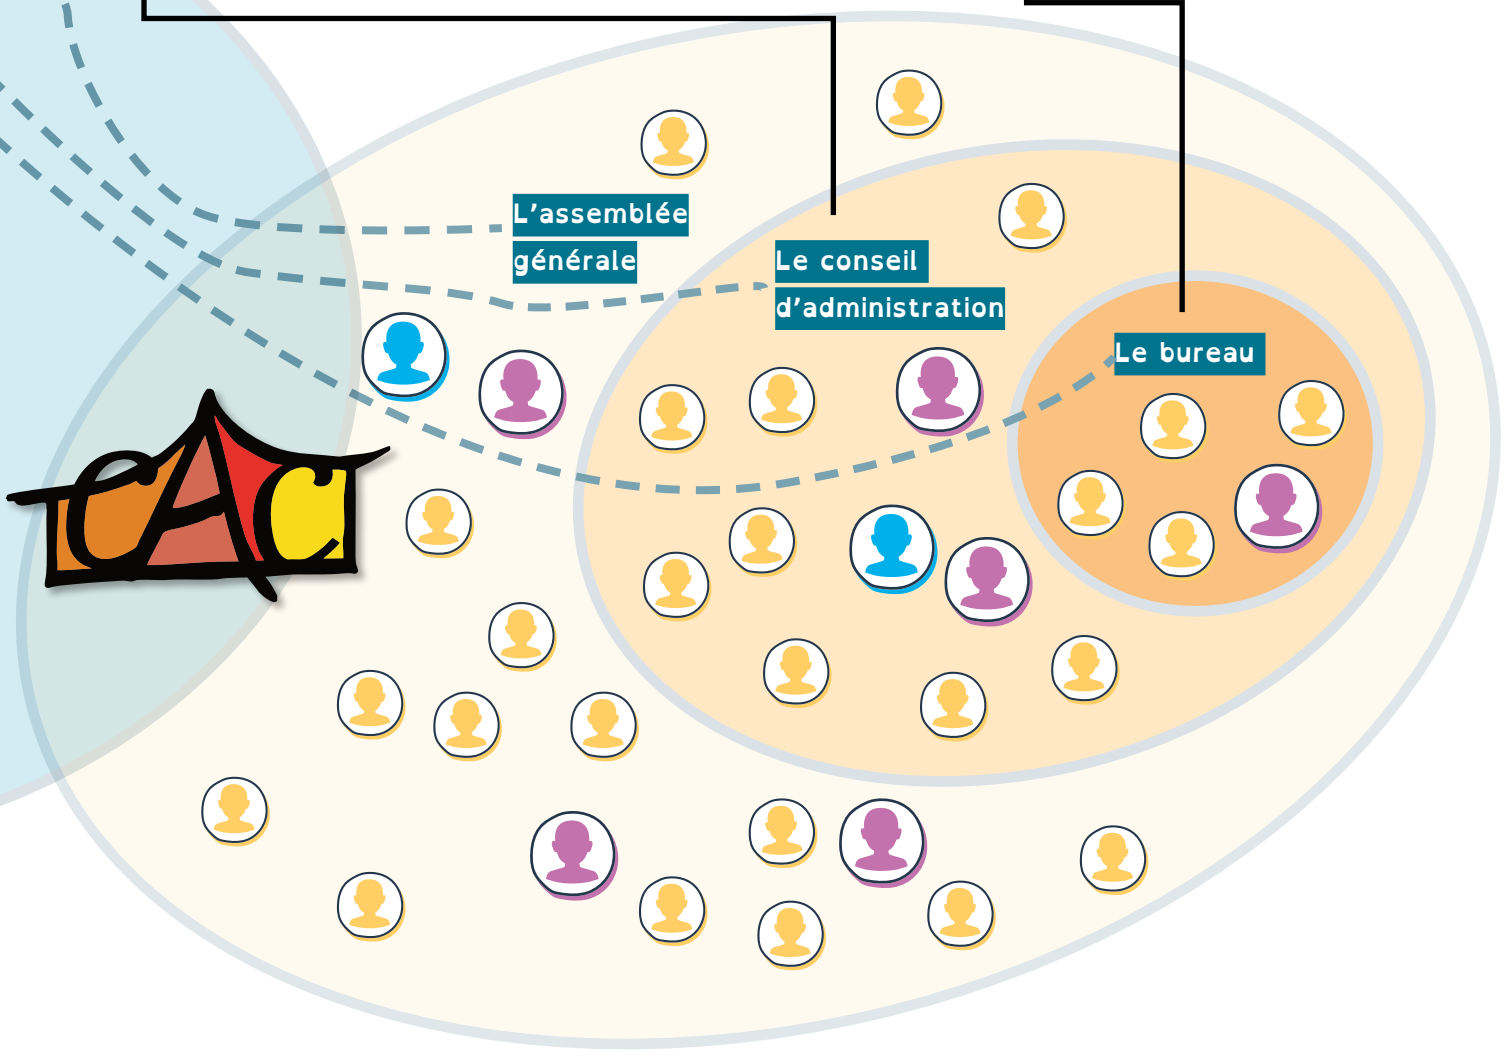 L'assemblée
générale
Le conseil
d'administration
Le bureau
CAC